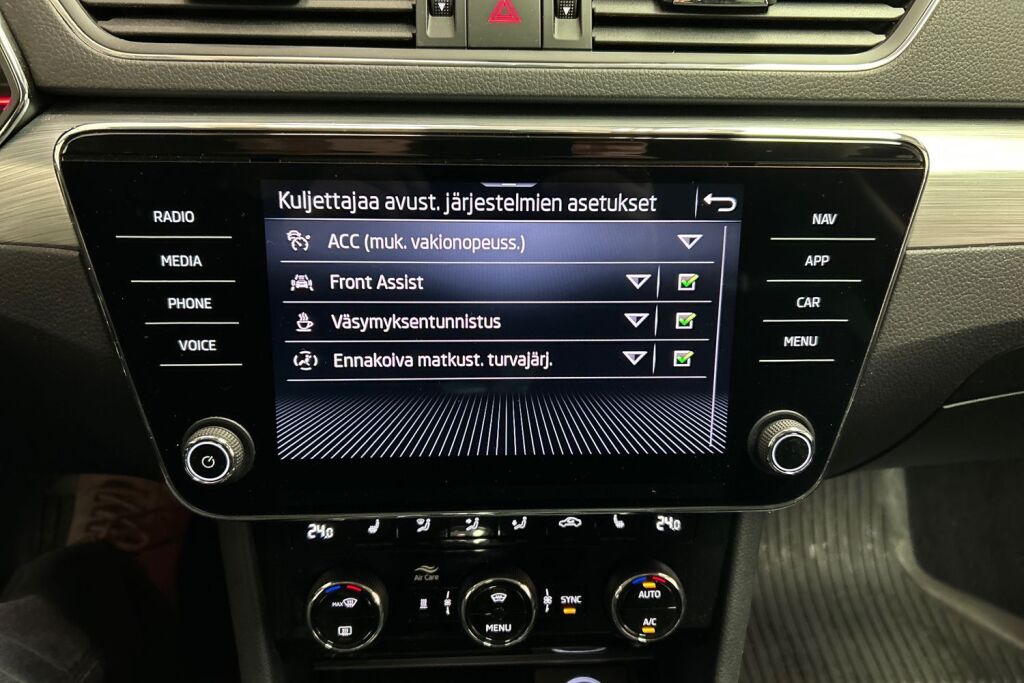 RADIO
MEDIA
PHONE
VOICE
Kuljettajaa avust. järjestelmien asetukset
ACC (muk. vakionopeuss.)
Front Assist
Väsymyksentunnistus
Ennakoiva matkust. turvajärj.
NAV
APP
CAR
MENU
24,0
24,0
Air Care
MAX
MENU
SYNC
AUTO
A/C